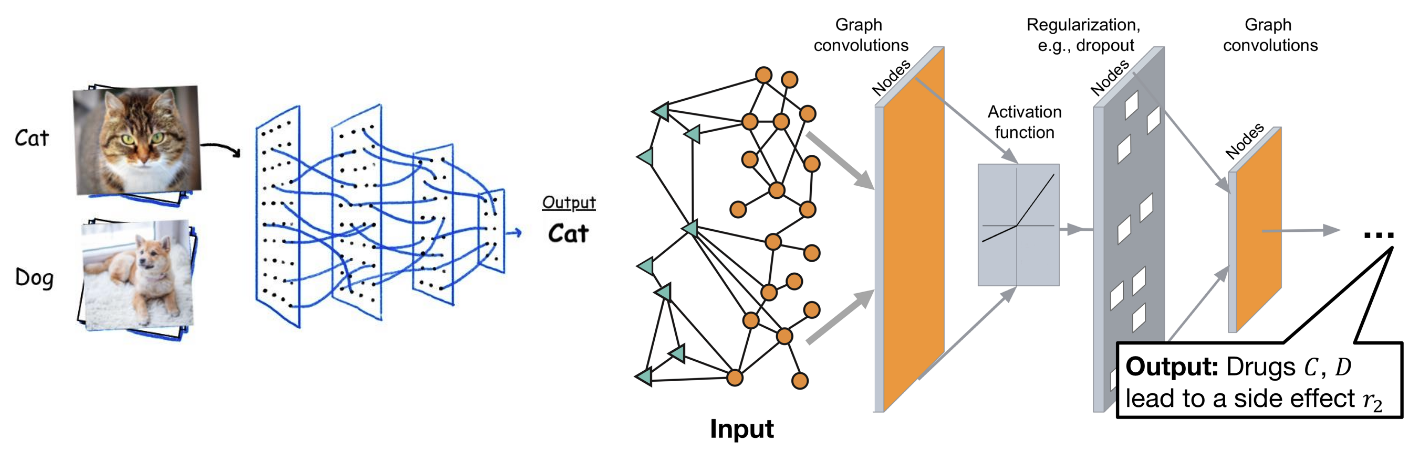 Cat
Dog
Output
Cat
Input
Graph
convolutions
Nodes
Activation
function
Regularization,
e.g., dropout
Nodes
Graph
convolutions
Nodes
...
Output: Drugs C, D
lead to a side effect r₂